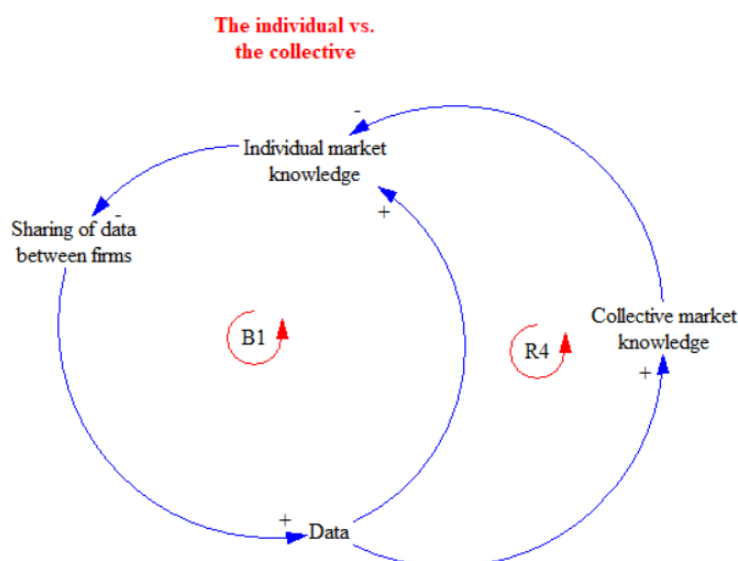 The individual vs.
the collective
-
Individual market
knowledge
+
-
Sharing of data
between firms
B1
R4
Collective market
knowledge
+
+
Data